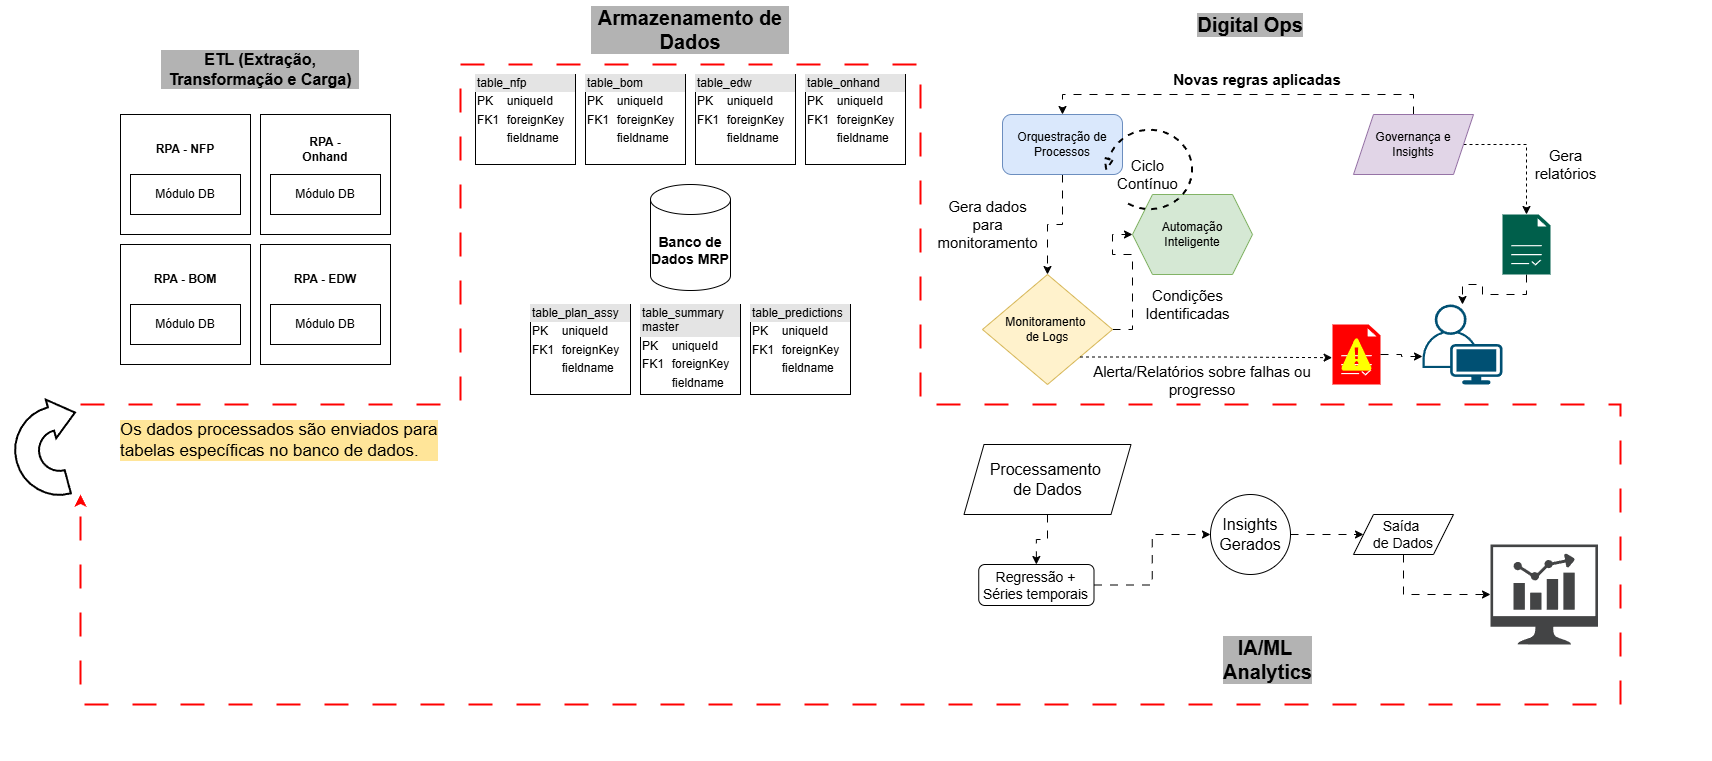 ETL (Extração,
Transformação e Carga)
RPA - NFP
Módulo DB
RPA -
Onhand
Módulo DB
RPA - BOM
Módulo DB
RPA - EDW
Módulo DB
Os dados processados são enviados para
tabelas específicas no banco de dados.
Armazenamento de
Dados
table_nfp
PK uniqueId
FK1 foreignKey
fieldname
table_bom
PK uniqueId
FK1 foreignKey
fieldname
table_edw
PK uniqueId
FK1 foreignKey
fieldname
table_onhand
PK uniqueId
FK1 foreignKey
fieldname
Banco de
Dados MRP
table_plan_assy
PK uniqueId
FK1 foreignKey
fieldname
table_summary
master
PK uniqueId
FK1 foreignKey
fieldname
table_predictions
PK uniqueId
FK1 foreignKey
fieldname
Digital Ops
Novas regras aplicadas
Orquestração de
Processos
Ciclo
Contínuo
Governança e
Insights
Gera
relatórios
Gera dados
para
monitoramento
Automação
Inteligente
Condições
Identificadas
Monitoramento
de Logs
Alerta/Relatórios sobre falhas ou
progresso
Processamento
de Dados
Regressão +
Séries temporais
Insights
Gerados
Saída
de Dados
IA/ML
Analytics